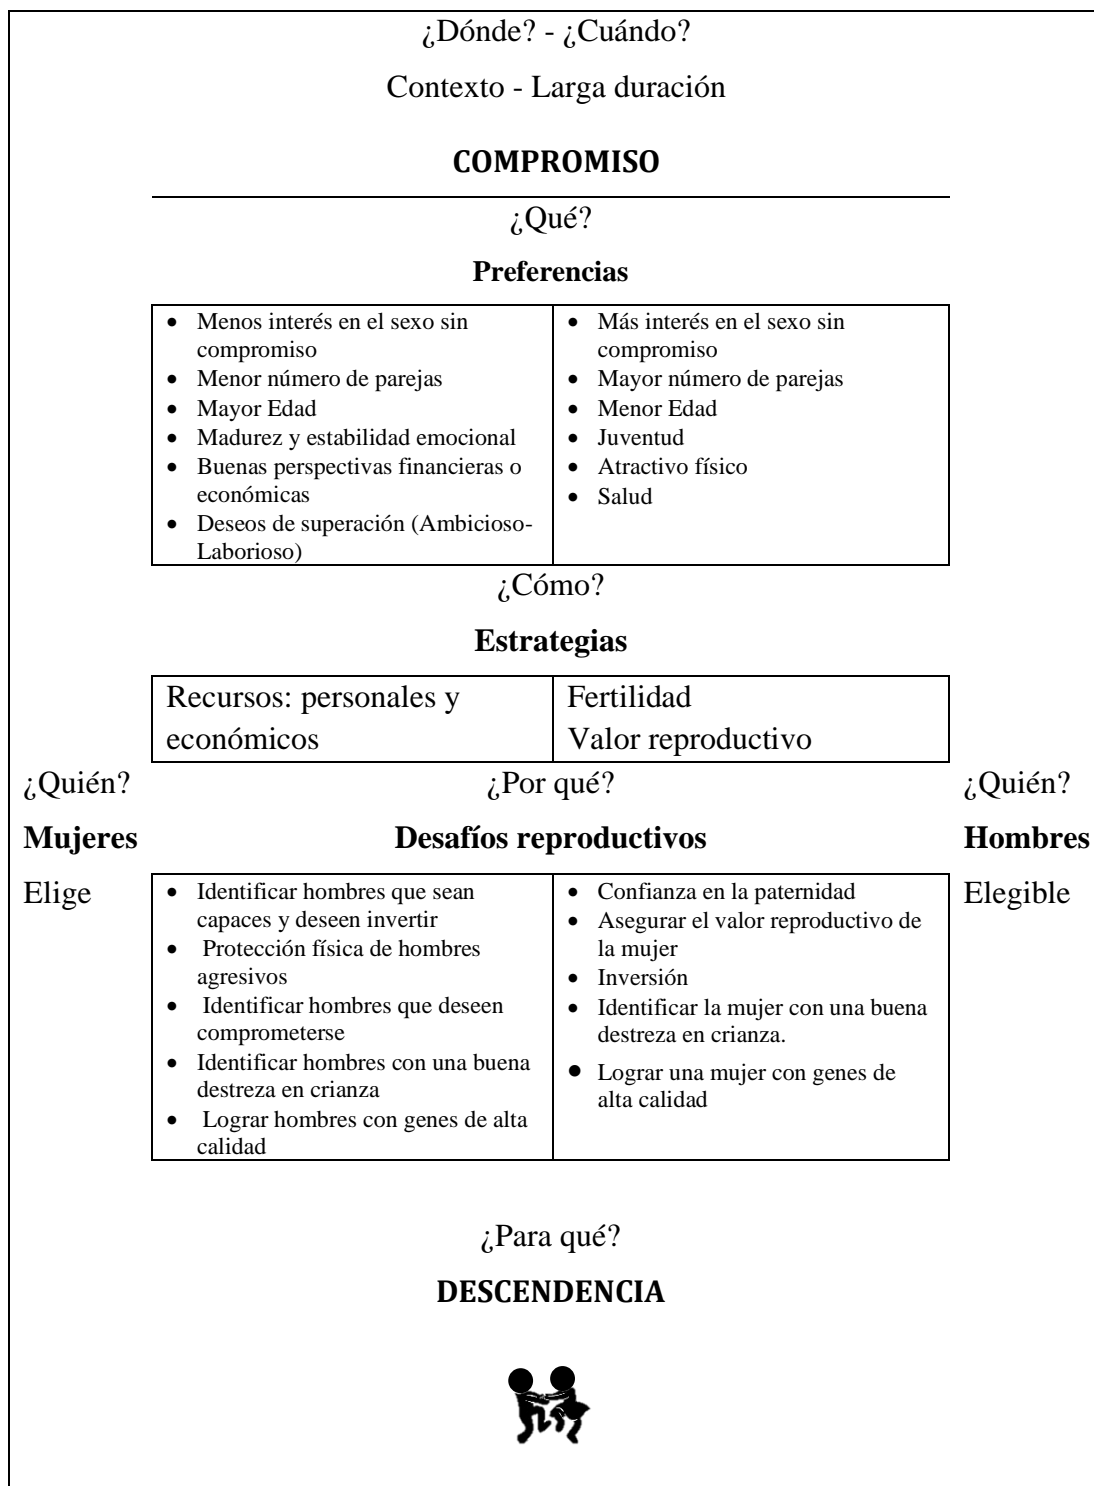 ¿Dónde? - ¿Cuándo?
Contexto - Larga duración
COMPROMISO
¿Qué?
Preferencias
• Menos interés en el sexo sin
compromiso
• Menor número de parejas
• Mayor Edad
• Madurez y estabilidad emocional
• Buenas perspectivas financieras o
económicas
• Deseos de superación (Ambicioso-
Laborioso)
• Más interés en el sexo sin
compromiso
• Mayor número de parejas
• Menor Edad
• Juventud
• Atractivo físico
• Salud
¿Cómo?
Estrategias
Recursos: personales y
económicos
Fertilidad
Valor reproductivo
¿Quién?
Mujeres
Elige
¿Por qué?
Desafíos reproductivos
• Identificar hombres que sean
capaces y deseen invertir
• Protección física de hombres
agresivos
• Identificar hombres que deseen
comprometerse
• Identificar hombres con una buena
destreza en crianza
• Lograr hombres con genes de alta
calidad
• Confianza en la paternidad
• Asegurar el valor reproductivo de
la mujer
• Inversión
• Identificar la mujer con una buena
destreza en crianza.
• Lograr una mujer con genes de
alta calidad
¿Quién?
Hombres
Elegible
¿Para qué?
DESCENDENCIA